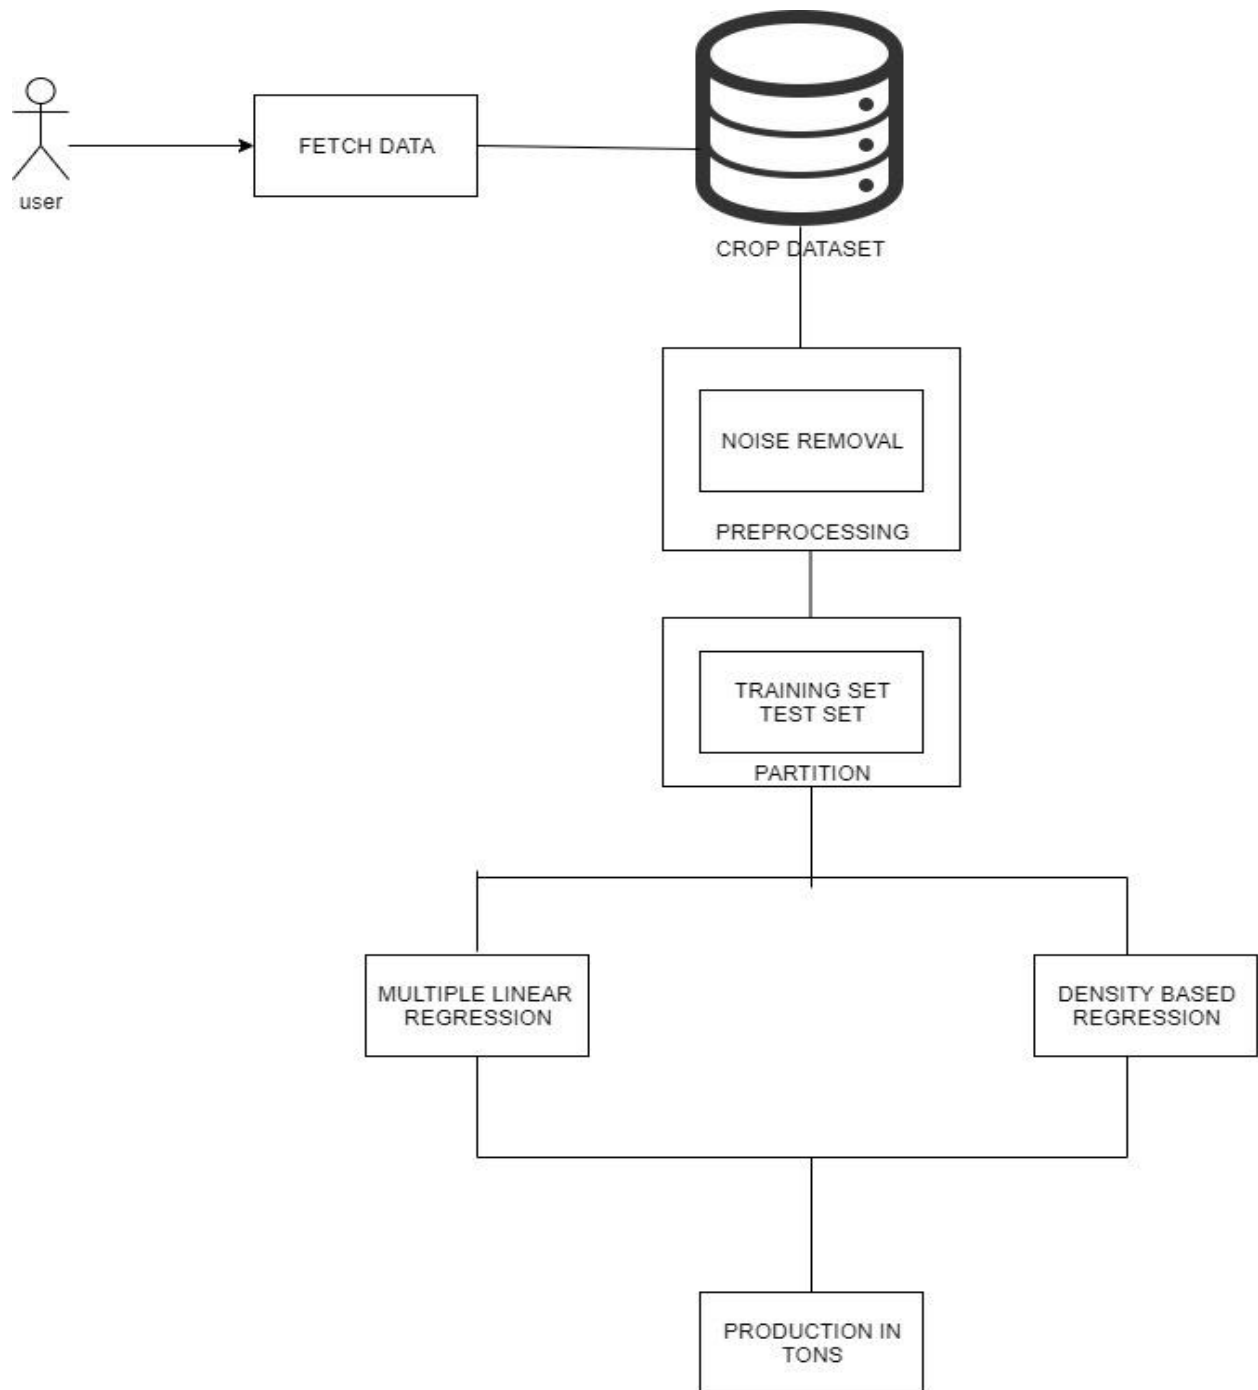 user
FETCH DATA
CROP DATASET
NOISE REMOVAL
PREPROCESSING
TRAINING SET
TEST SET
PARTITION
MULTIPLE LINEAR
REGRESSION
DENSITY BASED
REGRESSION
PRODUCTION IN
TONS